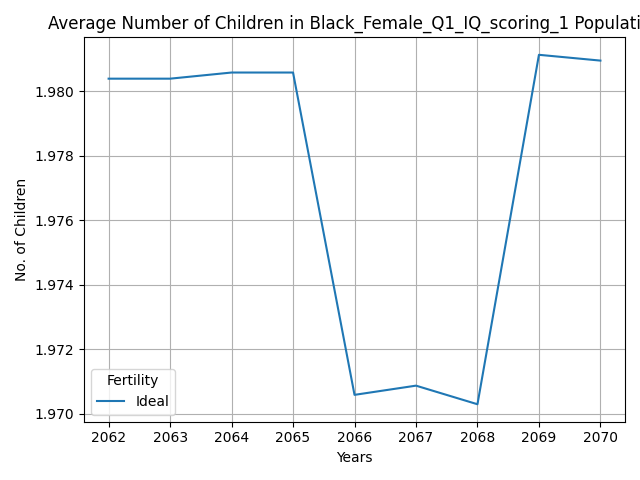 Average Number of Children in Black_Female_Q1_IQ_scoring_1 Populati
No. of Children
1.980
1.978
1.976
1.974
1.972
1.970
Fertility
Ideal
2062 2063 2064 2065 2066 2067 2068 2069 2070
Years